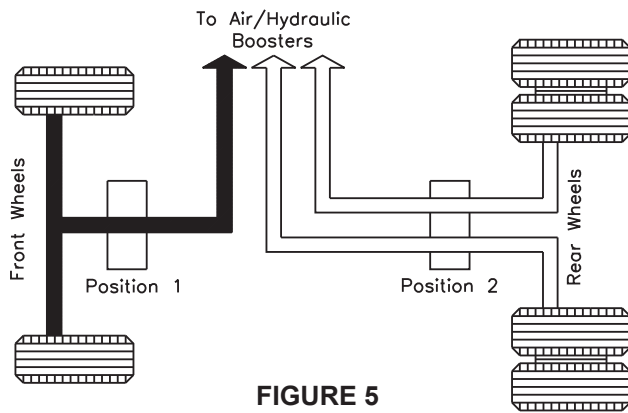 To Air/Hydraulic
Boosters
Front Wheels
Rear Wheels
Position 1
Position 2
FIGURE 5